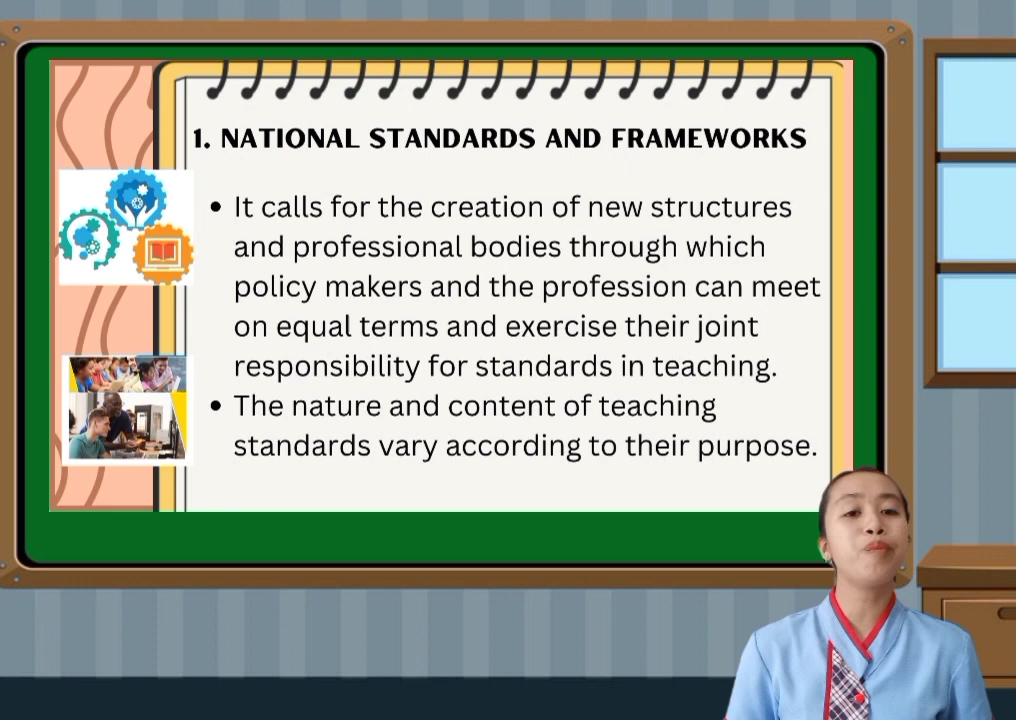 1. NATIONAL STANDARDS AND FRAMEWORKS
• It calls for the creation of new structures
and professional bodies through which
policy makers and the profession can meet
on equal terms and exercise their joint
responsibility for standards in teaching.
• The nature and content of teaching
standards vary according to their purpose.